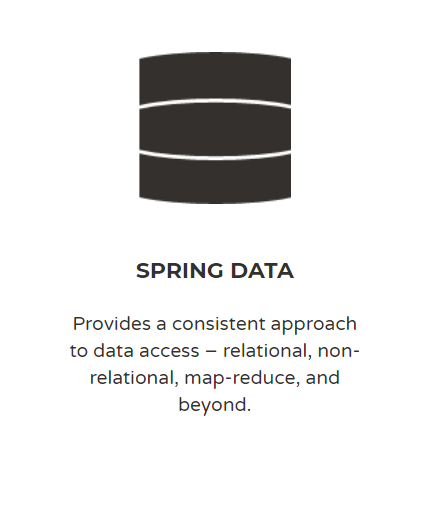 SPRING DATA
Provides a consistent approach
to data access – relational, non-
relational, map-reduce, and
beyond.